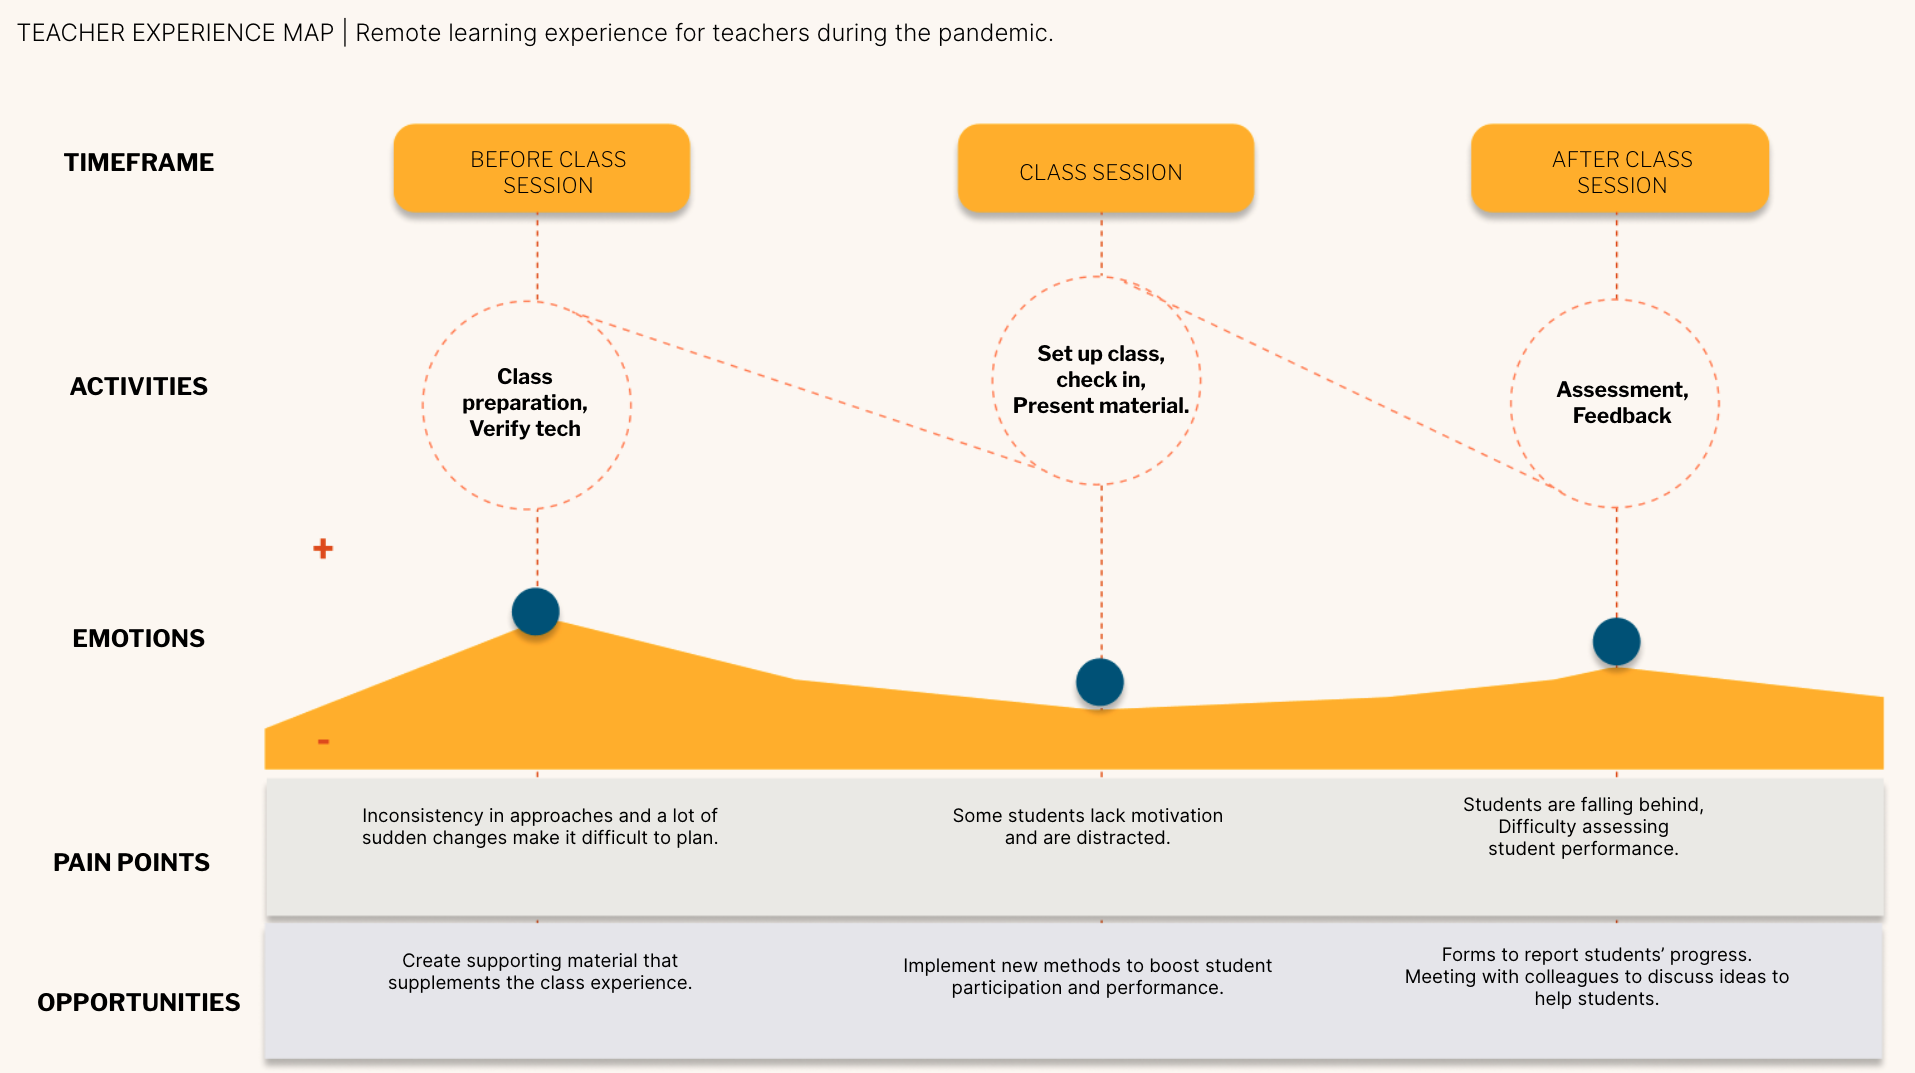 TEACHER EXPERIENCE MAP | Remote learning experience for teachers during the pandemic.
TIMEFRAME
BEFORE CLASS
SESSION
CLASS SESSION
AFTER CLASS
SESSION
ACTIVITIES
Class
preparation,
Verify tech
Set up class,
check in,
Present material.
Assessment,
Feedback
+
EMOTIONS
-
PAIN POINTS
Inconsistency in approaches and a lot of
sudden changes make it difficult to plan.
Some students lack motivation
and are distracted.
Students are falling behind,
Difficulty assessing
student performance.
OPPORTUNITIES
Create supporting material that
supplements the class experience.
Implement new methods to boost student
participation and performance.
Forms to report students’ progress.
Meeting with colleagues to discuss ideas to
help students.